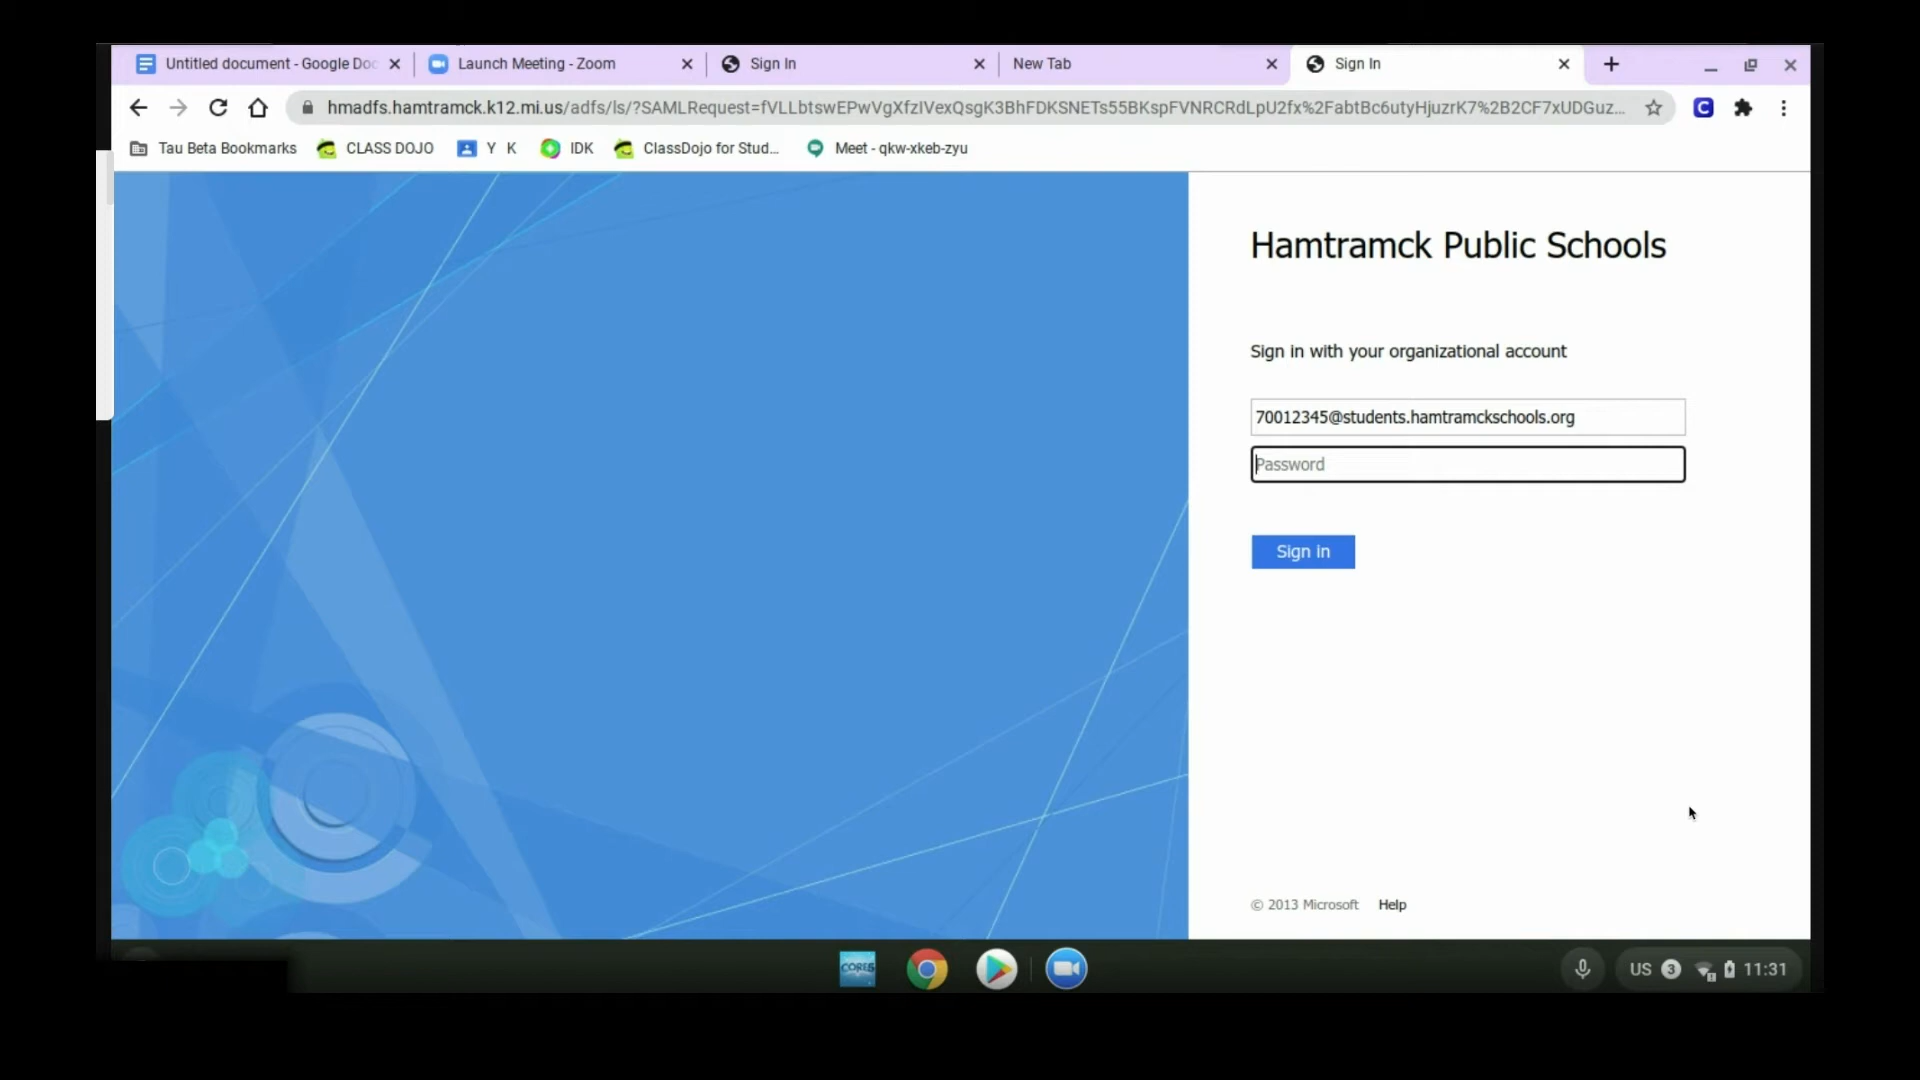 Untitled document - Google Doc
Launch Meeting - Zoom
Sign In
New Tab
Sign In
hmadfs.hamtramck.k12.mi.us/adfs/ls/?SAMLRequest=fVLLbtswEPwVgXfzIVexQsgK3BhFDKSNETs55BKspFVNRCRdLpU2fx%2FabtBc6utyHjuzrK7%2B2CF7xUDGuz...
C
Tau Beta Bookmarks
CLASS DOJO
Y K
IDK
ClassDojo for Stud...
Meet - qkw-xkeb-zyu
Hamtramck Public Schools
Sign in with your organizational account
70012345@students.hamtramckschools.org
Password
Sign in
© 2013 Microsoft Help
CORE5
US 3 11:31